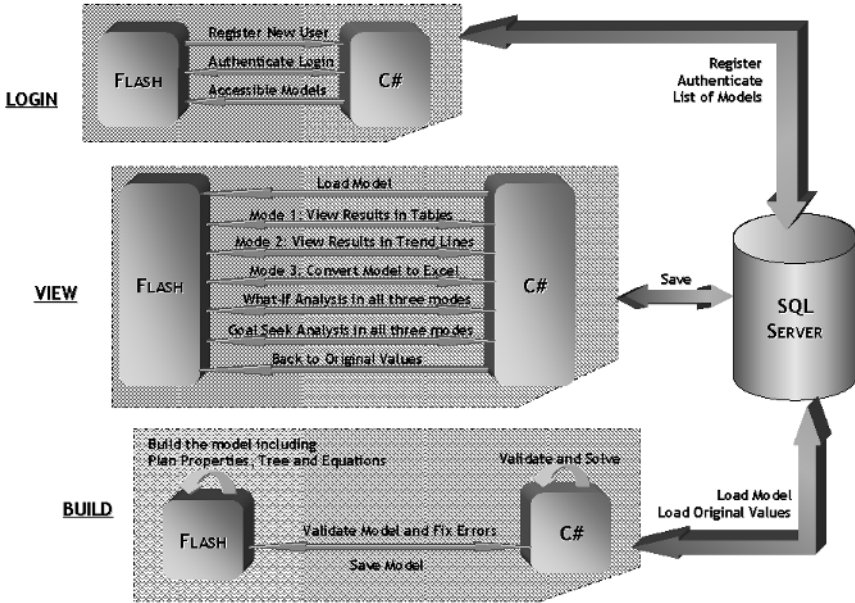 LOGIN
FLASH
Register New User
Authenticate Login
Accessible Models
C#
Register
Authenticate
List of Models
VIEW
FLASH
Load Model
Mode 1: View Results in Tables
Mode 2: View Results in Trend Lines
Mode 3: Convert Model to Excel
What-If Analysis in all three modes
Goal Seek Analysis in all three modes
Back to Original Values
C#
Save
SQL
SERVER
BUILD
Build the model including
Plan Properties, Tree and Equations
FLASH
Validate and Solve
C#
Validate Model and Fix Errors
Save Model
Load Model
Load Original Values